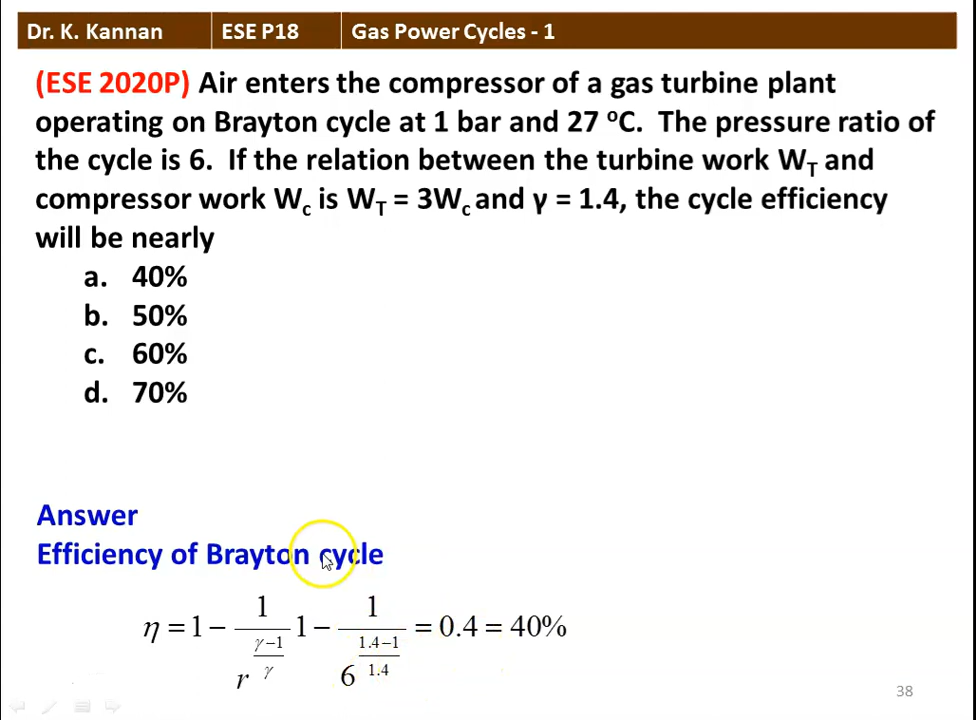 Dr. K. Kannan ESE P18 Gas Power Cycles - 1
(ESE 2020P) Air enters the compressor of a gas turbine plant
operating on Brayton cycle at 1 bar and 27 °C. The pressure ratio of
the cycle is 6. If the relation between the turbine work W_T and
compressor work W_c is W_T = 3W_c and γ = 1.4, the cycle efficiency
will be nearly
a. 40%
b. 50%
c. 60%
d. 70%
Answer
Efficiency of Brayton cycle
η = 1 − 1 / r^((γ−1)/γ) 1 − 1 / 6^((1.4−1)/1.4) = 0.4 = 40%
38